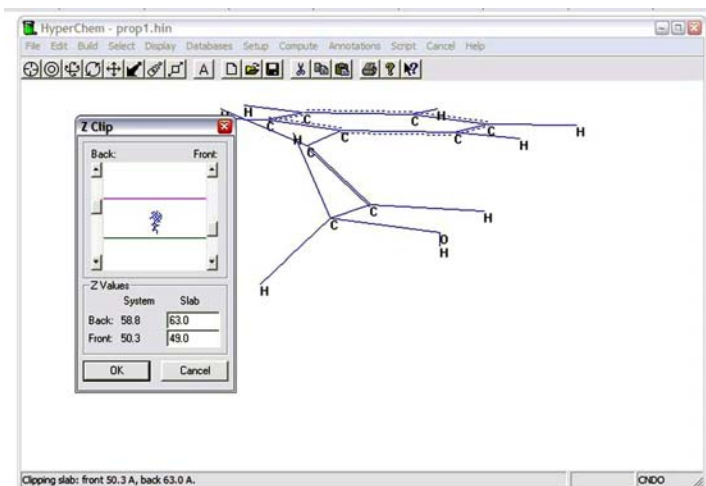 HyperChem - prop1.hin
File Edit Build Select Display Databases Setup Compute Annotations Script Cancel Help
A
H H C C C H C C H H
Z Clip
Back: Front:
H C C
C C H
O
H
H
Z Values
System Slab
Back: 58.8 63.0
Front: 50.3 49.0
OK Cancel
Clipping slab: front 50.3 A, back 63.0 A. CNDO